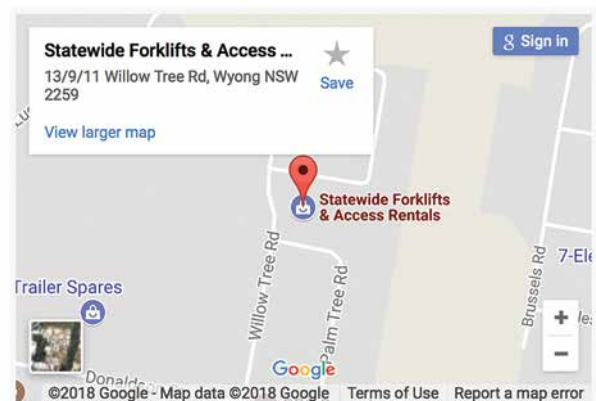 Statewide Forklifts & Access ...
13/9/11 Willow Tree Rd, Wyong NSW
2259
Save
View larger map
Sign in
Statewide Forklifts
& Access Rentals
Willow Tree Rd
Palm Tree Rd
Brussels Rd
7-Ele
Trailer Spares
+
−
Google
©2018 Google - Map data ©2018 Google Terms of Use Report a map error